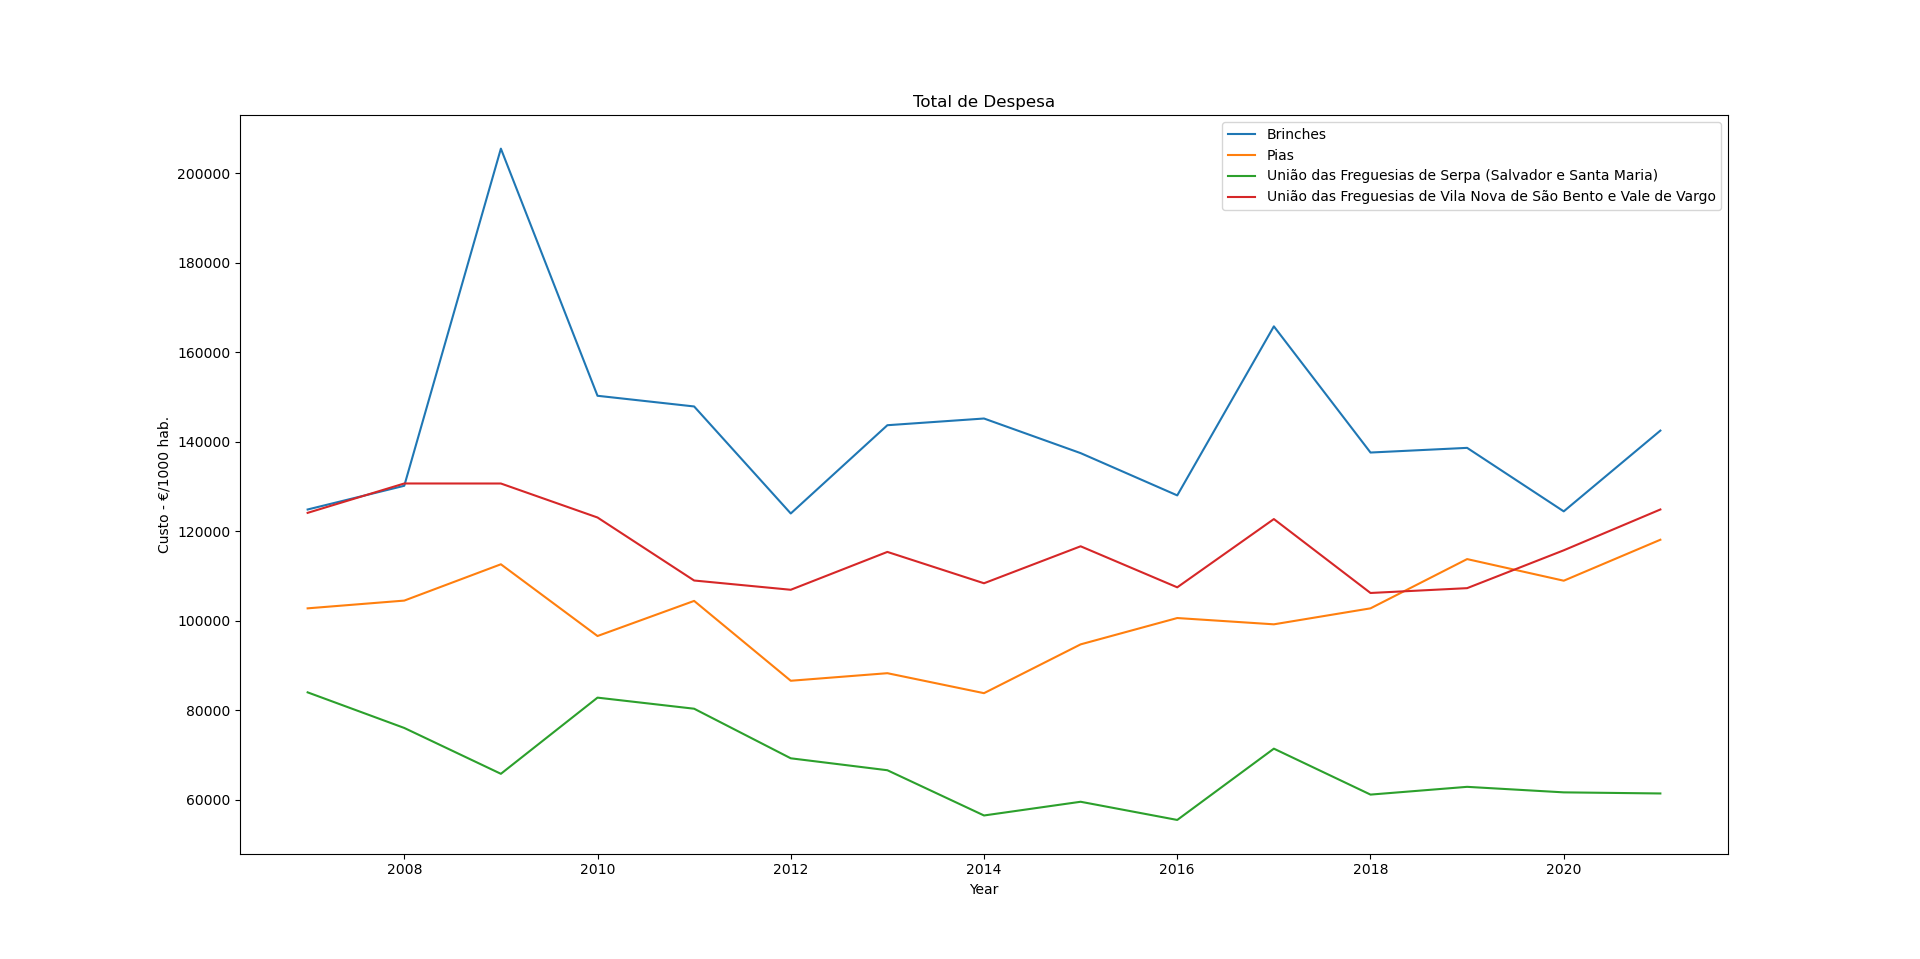 Total de Despesa
Brinches
Pias
União das Freguesias de Serpa (Salvador e Santa Maria)
União das Freguesias de Vila Nova de São Bento e Vale de Vargo
Custo - €/1000 hab.
200000
180000
160000
140000
120000
100000
80000
60000
2008 2010 2012 2014 2016 2018 2020
Year